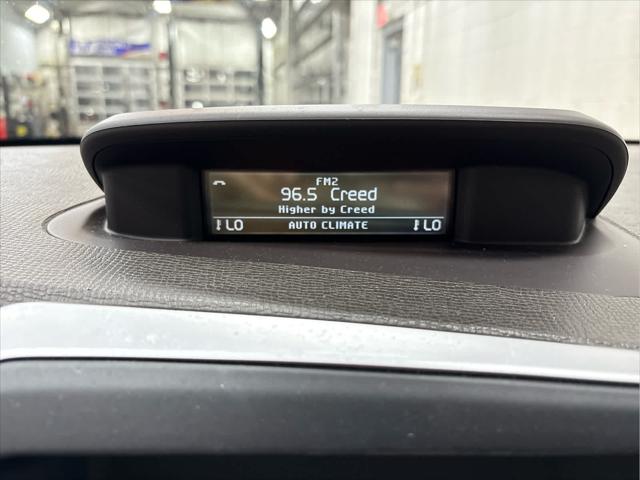 FM2
96.5 Creed
Higher by Creed
LO AUTO CLIMATE LO